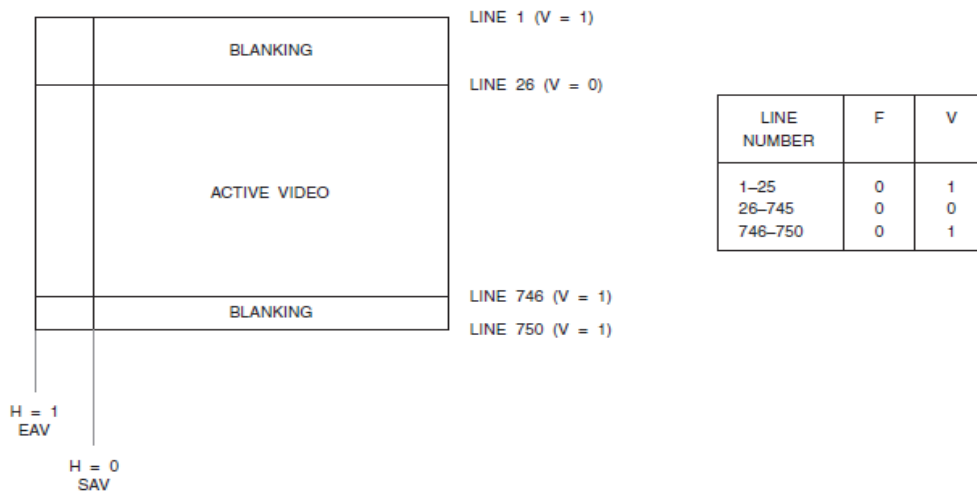 LINE 1 (V = 1)
BLANKING
LINE 26 (V = 0)
ACTIVE VIDEO
LINE 746 (V = 1)
BLANKING
LINE 750 (V = 1)
H = 1
EAV
H = 0
SAV
LINE NUMBER F V
1–25 0 1
26–745 0 0
746–750 0 1